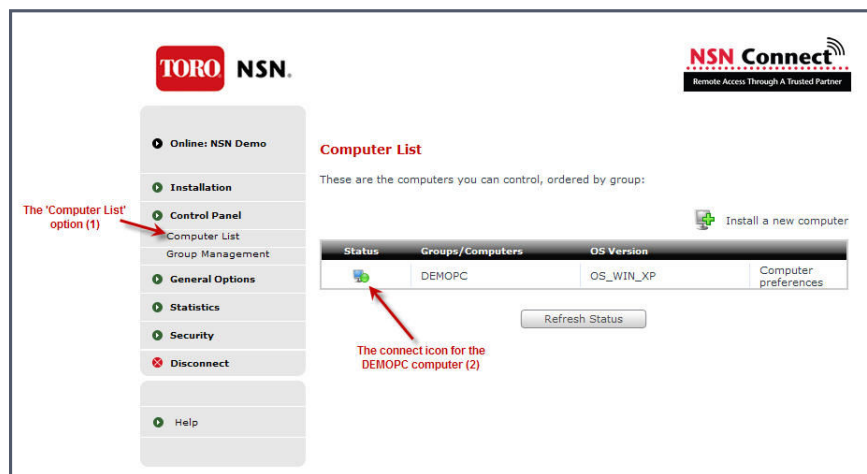 TORO NSN.
NSN Connect
Remote Access Through A Trusted Partner
Online: NSN Demo
Installation
Control Panel
Computer List
Group Management
General Options
Statistics
Security
Disconnect
Help
The 'Computer List'
option (1)
Computer List
These are the computers you can control, ordered by group:
Install a new computer
Status Groups/Computers OS Version
DEMOPC OS_WIN_XP Computer
preferences
Refresh Status
The connect icon for the
DEMOPC computer (2)